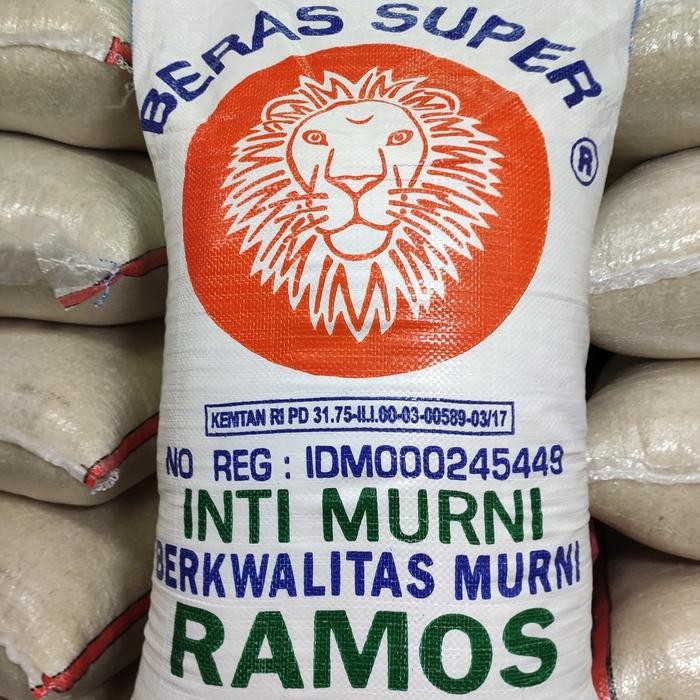 BERAS SUPER
®
KEMTAN RI PD 31.75-II.I.00-03-00589-03/17
NO REG : IDM000245449
INTI MURNI
BERKWALITAS MURNI
RAMOS